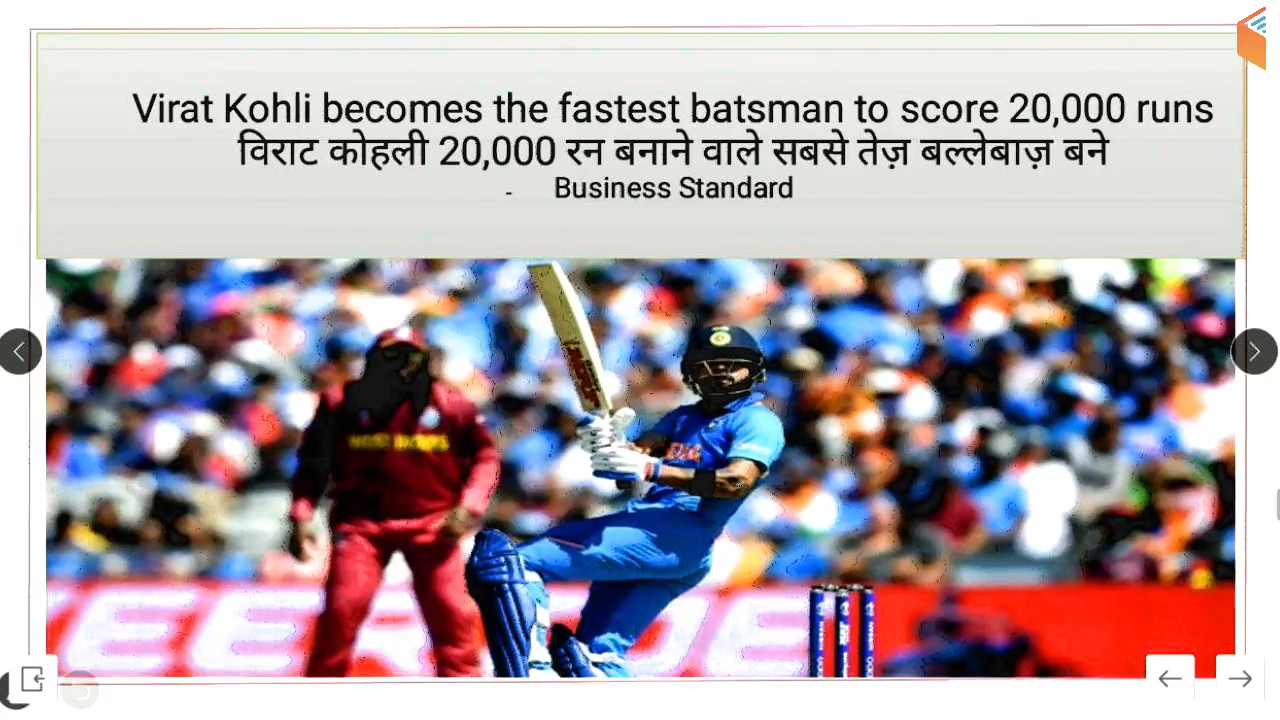 Virat Kohli becomes the fastest batsman to score 20,000 runs
विराट कोहली 20,000 रन बनाने वाले सबसे तेज़ बल्लेबाज़ बने
- Business Standard